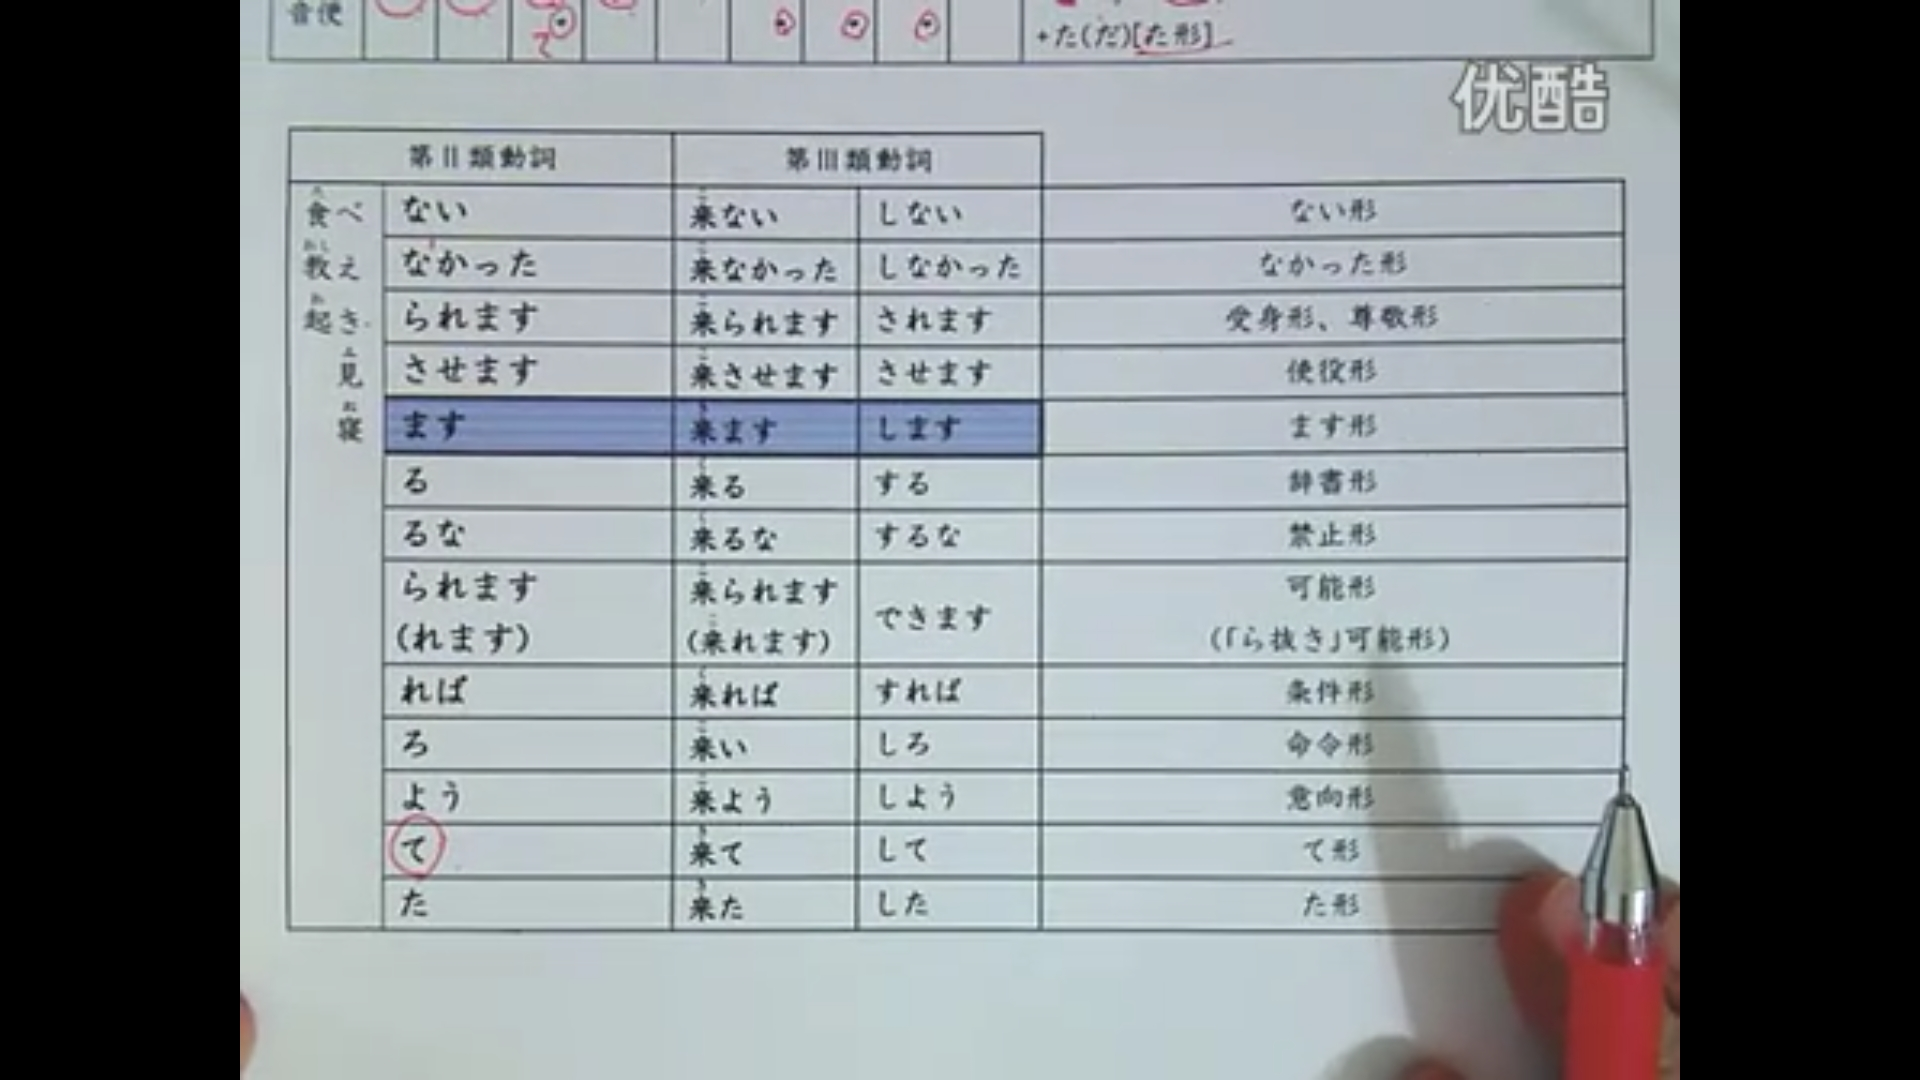 音便
て
+た(だ)[た形]
优酷
第Ⅱ類動詞 第Ⅲ類動詞
食べ ない 来ない しない ない形
教え なかった 来なかった しなかった なかった形
起き られます 来られます されます 受身形、尊敬形
見 させます 来させます させます 使役形
寝 ます 来ます します ます形
る 来る する 辞書形
るな 来るな するな 禁止形
られます 来られます できます 可能形
(れます) (来れます) (「ら抜き」可能形)
れば 来れば すれば 条件形
ろ 来い しろ 命令形
よう 来よう しよう 意向形
て 来て して て形
た 来た した た形